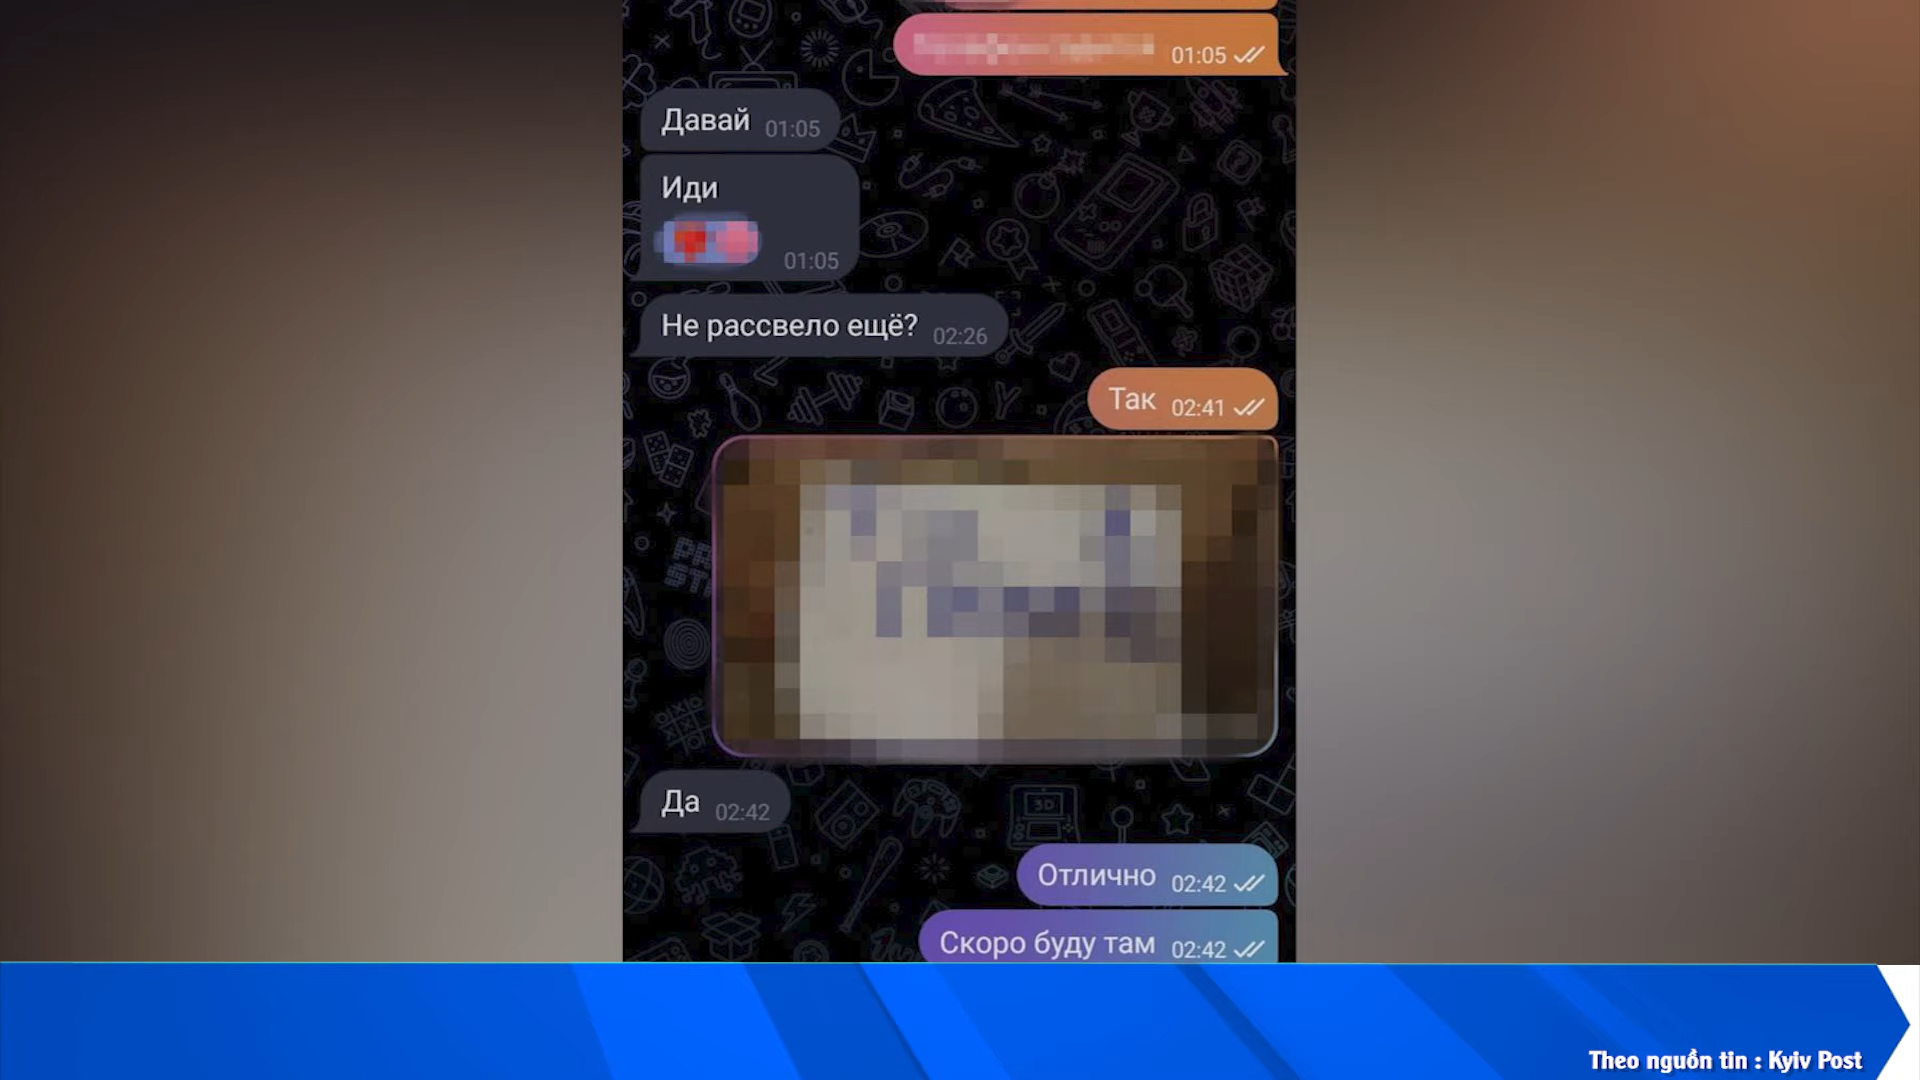 01:05
Давай 01:05
Иди
01:05
Не рассвело ещё? 02:26
Так 02:41
Да 02:42
Отлично 02:42
Скоро буду там 02:42
Theo nguồn tin : Kyiv Post